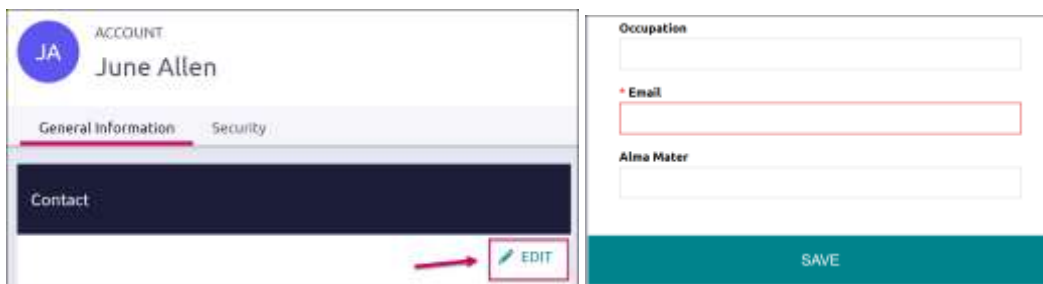 JA
ACCOUNT
June Allen
General Information
Security
Contact
EDIT
Occupation
* Email
Alma Mater
SAVE